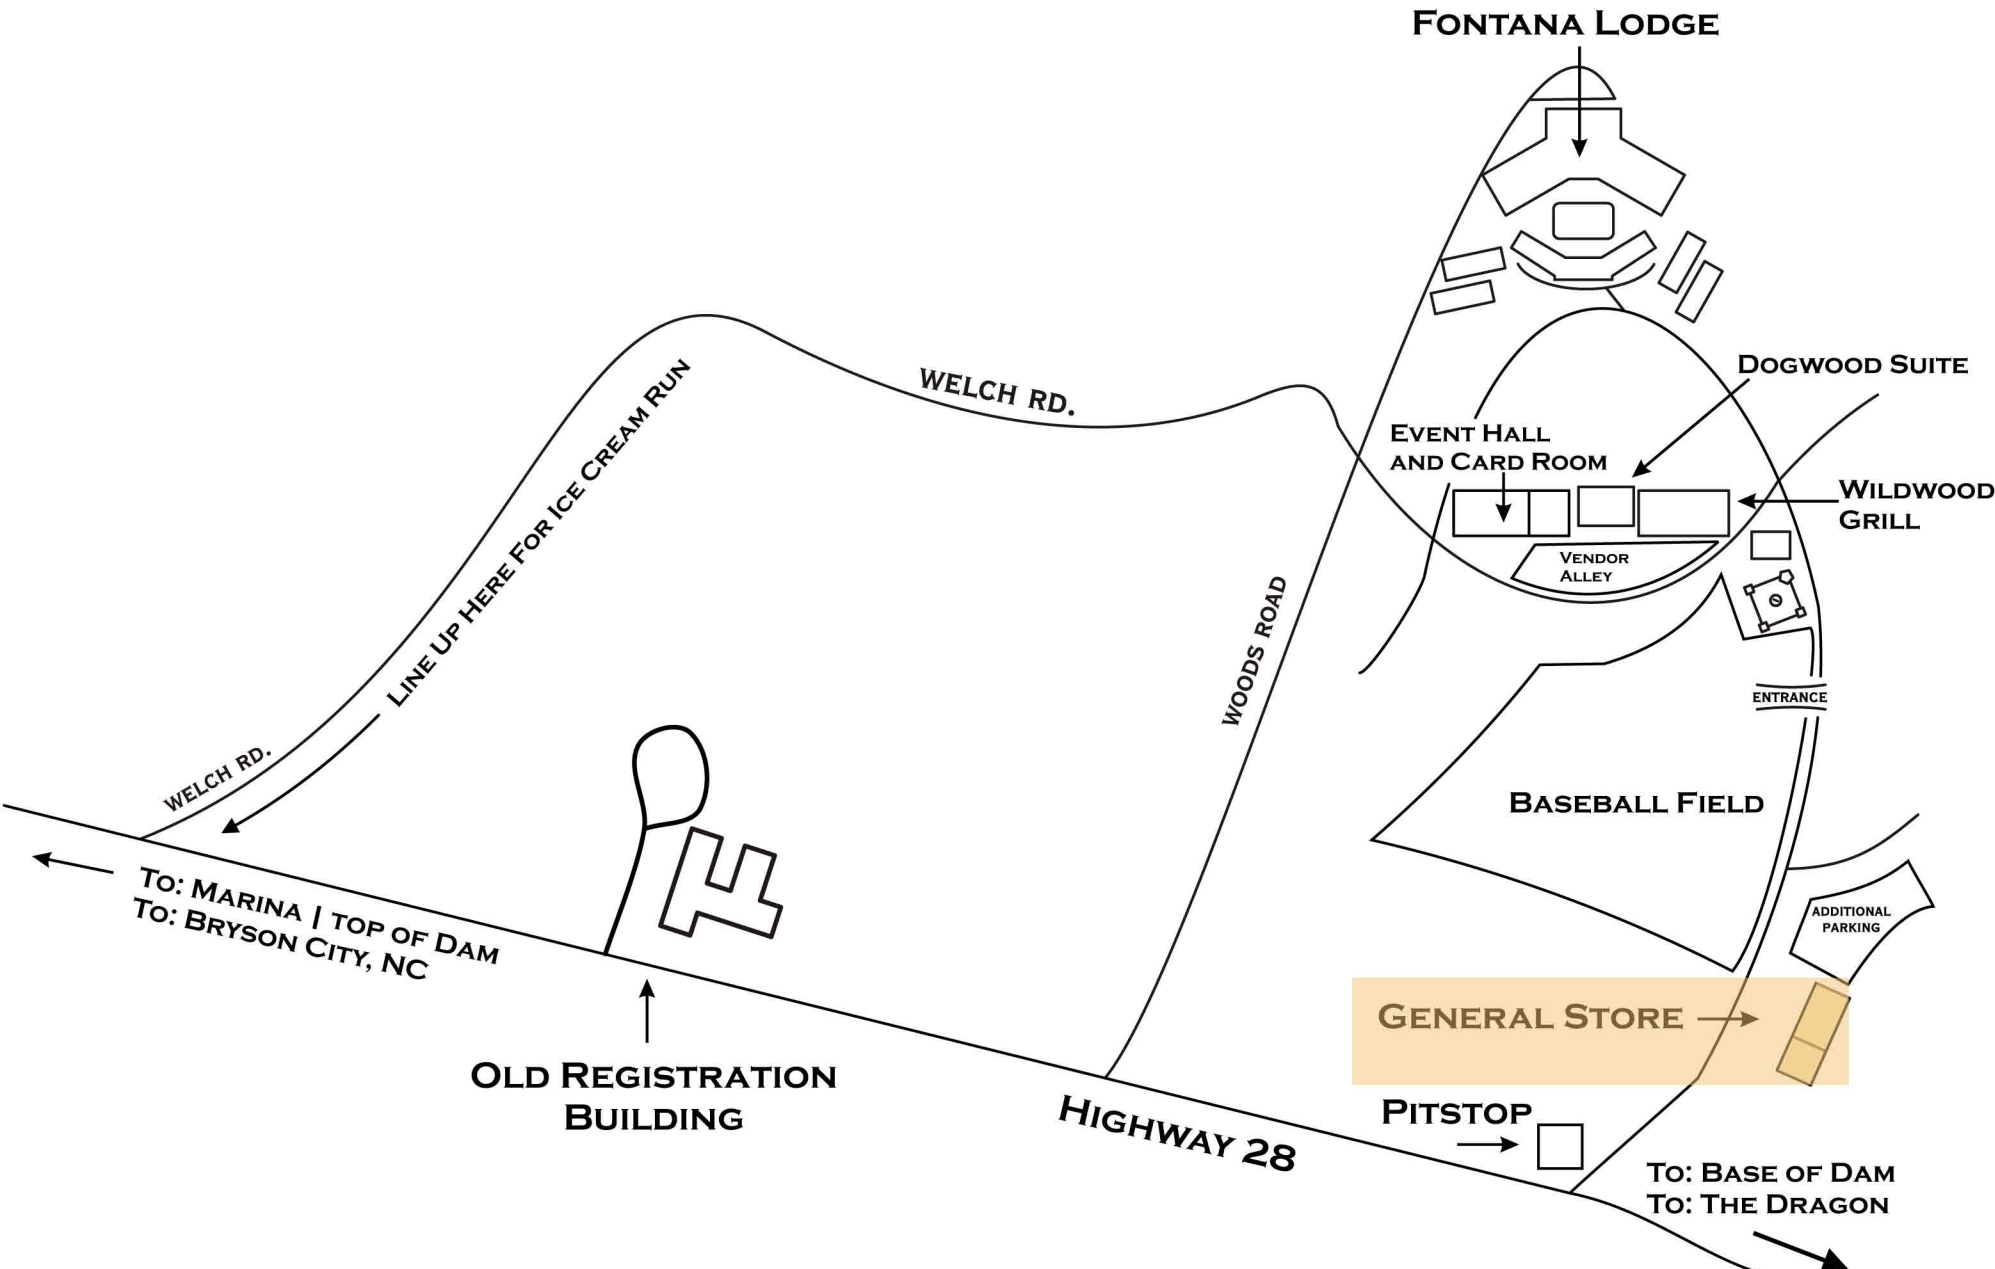 FONTANA LODGE
DOGWOOD SUITE
WELCH RD.
LINE UP HERE FOR ICE CREAM RUN
EVENT HALL
AND CARD ROOM
WILDWOOD
GRILL
VENDOR
ALLEY
WOODS ROAD
ENTRANCE
WELCH RD.
BASEBALL FIELD
TO: MARINA | TOP OF DAM
TO: BRYSON CITY, NC
ADDITIONAL
PARKING
GENERAL STORE
OLD REGISTRATION
BUILDING
HIGHWAY 28
PITSTOP
TO: BASE OF DAM
TO: THE DRAGON